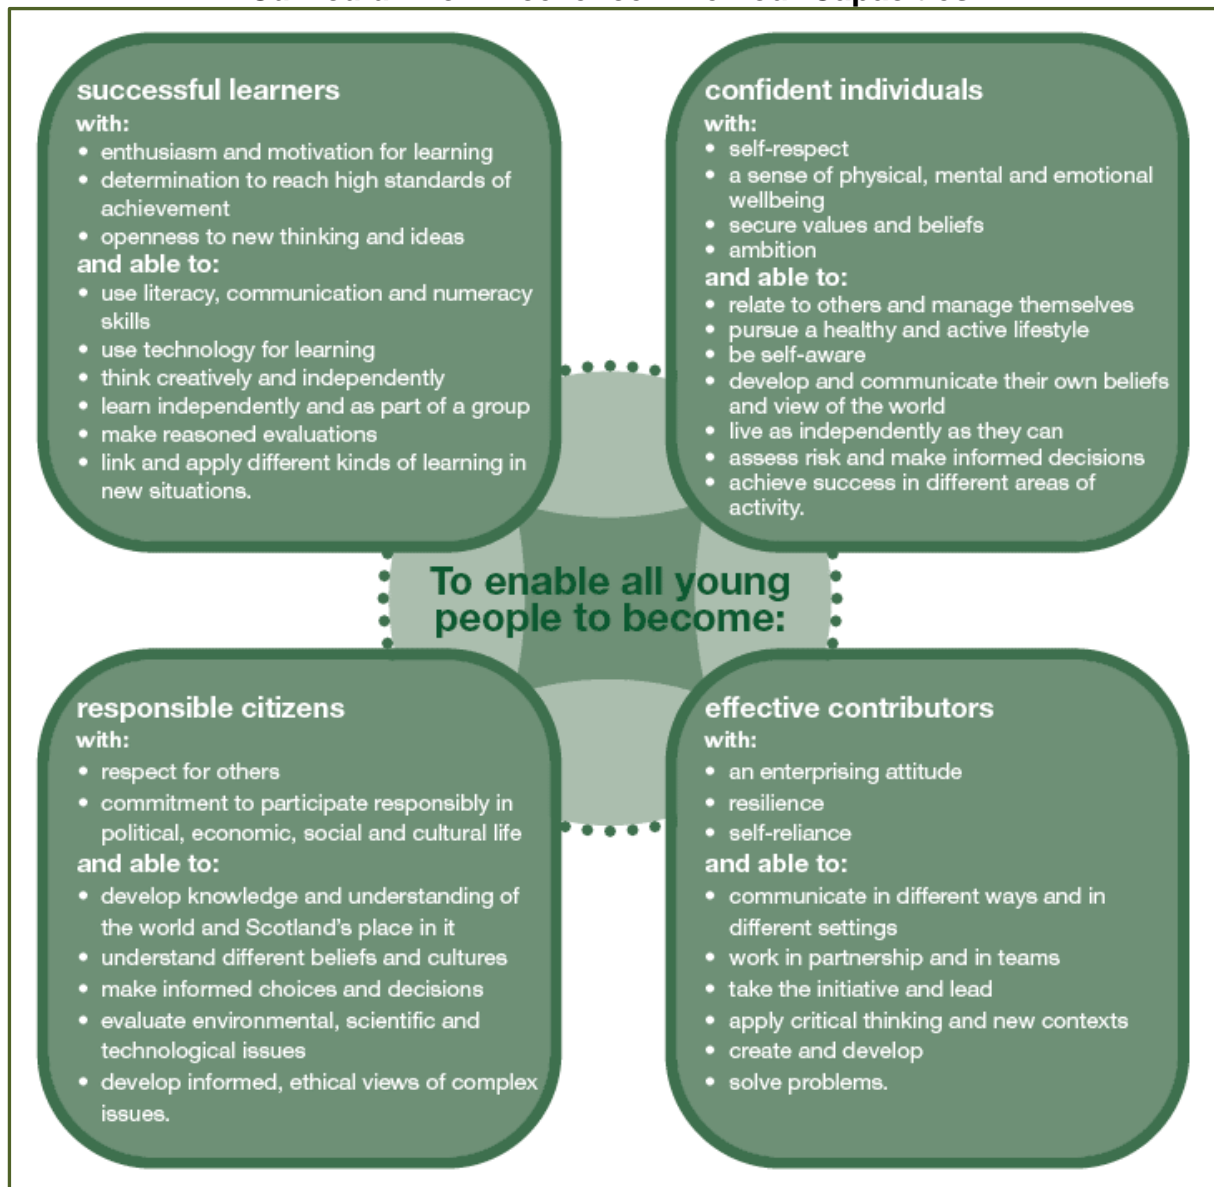 successful learners
with:
• enthusiasm and motivation for learning
• determination to reach high standards of
achievement
• openness to new thinking and ideas
and able to:
• use literacy, communication and numeracy
skills
• use technology for learning
• think creatively and independently
• learn independently and as part of a group
• make reasoned evaluations
• link and apply different kinds of learning in
new situations.
confident individuals
with:
• self-respect
• a sense of physical, mental and emotional
wellbeing
• secure values and beliefs
• ambition
and able to:
• relate to others and manage themselves
• pursue a healthy and active lifestyle
• be self-aware
• develop and communicate their own beliefs
and view of the world
• live as independently as they can
• assess risk and make informed decisions
• achieve success in different areas of
activity.
To enable all young
people to become:
responsible citizens
with:
• respect for others
• commitment to participate responsibly in
political, economic, social and cultural life
and able to:
• develop knowledge and understanding of
the world and Scotland's place in it
• understand different beliefs and cultures
• make informed choices and decisions
• evaluate environmental, scientific and
technological issues
• develop informed, ethical views of complex
issues.
effective contributors
with:
• an enterprising attitude
• resilience
• self-reliance
and able to:
• communicate in different ways and in
different settings
• work in partnership and in teams
• take the initiative and lead
• apply critical thinking and new contexts
• create and develop
• solve problems.